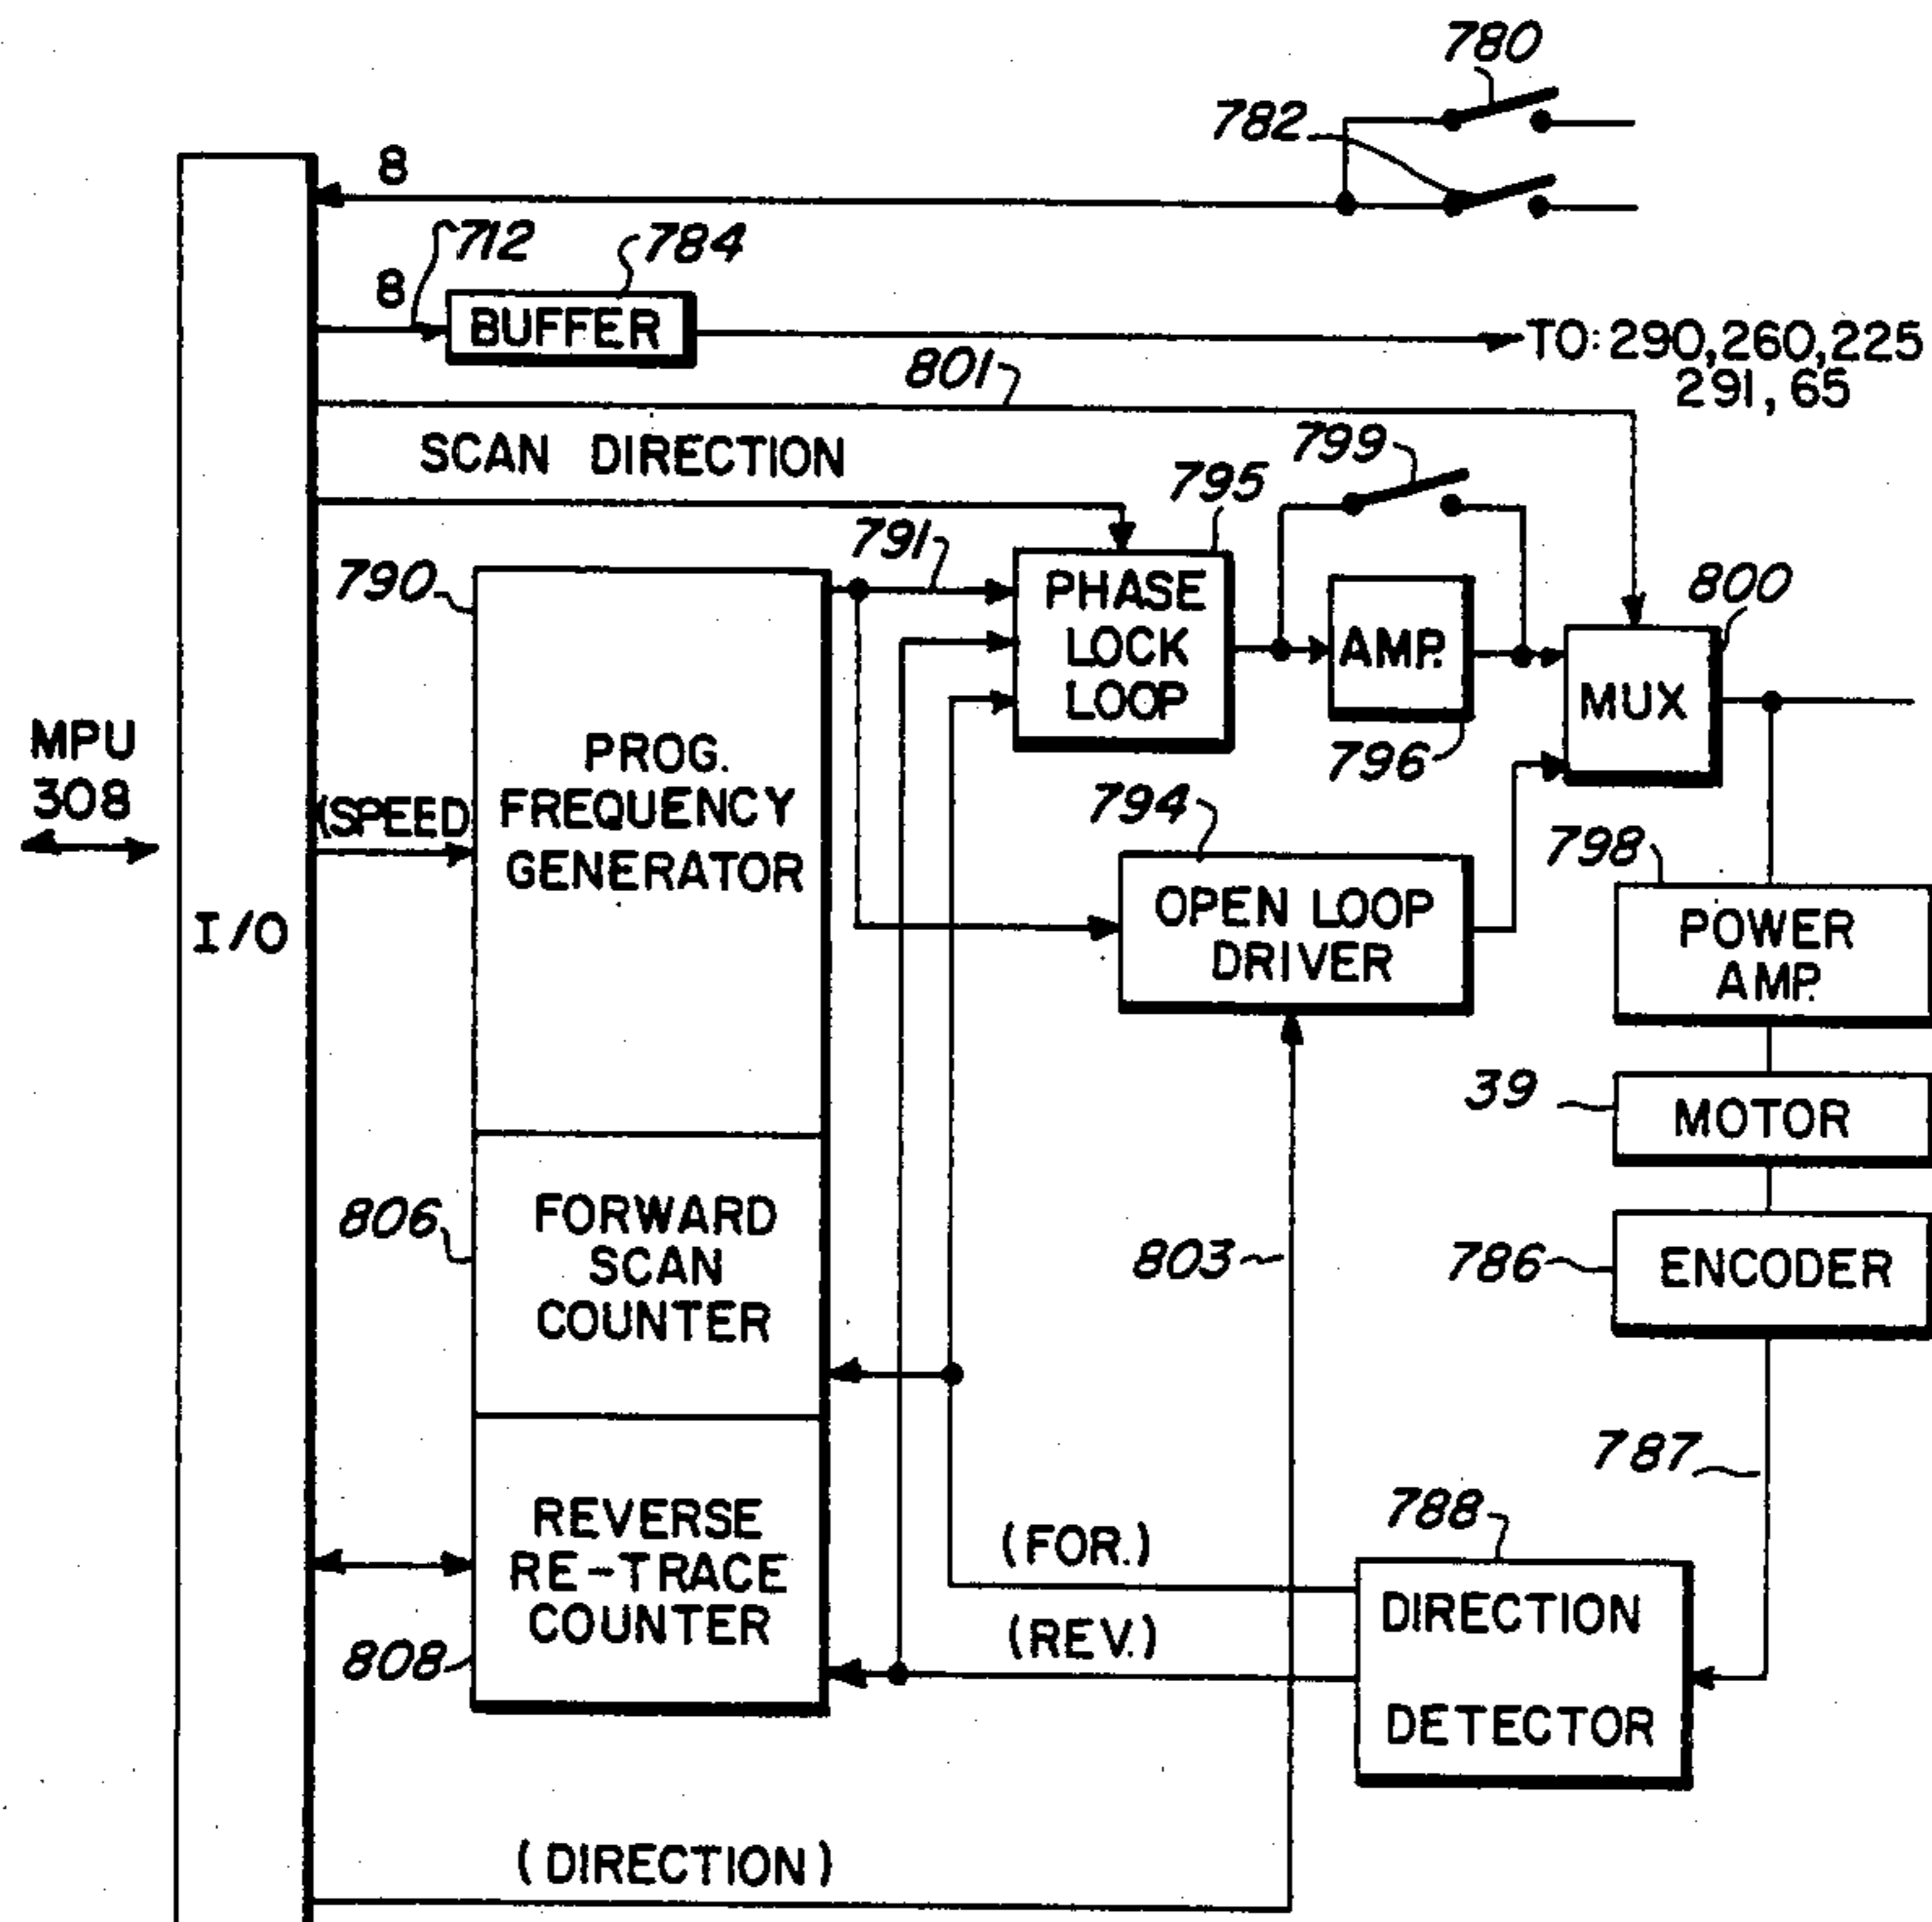 780
782
8
712
784
8
BUFFER
TO: 290,260,225
291, 65
801
SCAN DIRECTION
799
795
791
790
PHASE
LOCK
LOOP
AMP.
796
800
MUX
MPU
308
(SPEED
PROG.
FREQUENCY
GENERATOR
794
798
I/O
OPEN LOOP
DRIVER
POWER
AMP.
39
MOTOR
806
FORWARD
SCAN
COUNTER
803
786
ENCODER
787
788
REVERSE
RE-TRACE
COUNTER
808
(FOR.)
(REV.)
DIRECTION
DETECTOR
(DIRECTION)